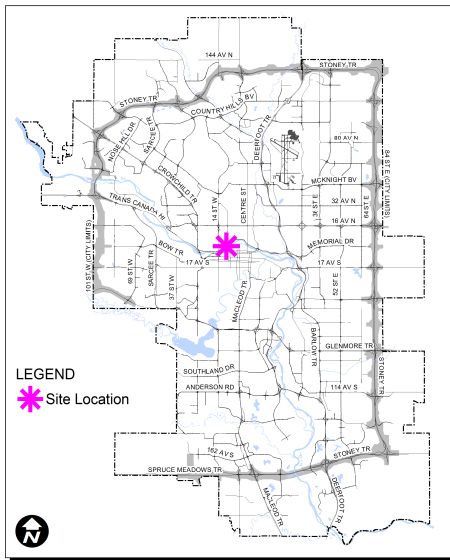 144 AV N
STONEY TR
STONEY TR
COUNTRY HILLS BV
NOSE HILL DR
SARCEE TR
DEERFOOT TR
80 AV N
CROWCHILD TR
MCKNIGHT BV
84 ST E (CITY LIMITS)
TRANS CANADA HI
14 ST W
CENTRE ST
36 ST E
32 AV N
64 ST E
16 AV N
BOW TR
MEMORIAL DR
17 AV S
17 AV S
101 ST W (CITY LIMITS)
69 ST W
SARCEE TR
37 ST W
MACLEOD TR
52 ST E
BARLOW TR
GLENMORE TR
STONEY TR
SOUTHLAND DR
ANDERSON RD
114 AV S
LEGEND
Site Location
162 AV S
STONEY TR
SPRUCE MEADOWS TR
MACLEOD TR
DEERFOOT TR
N